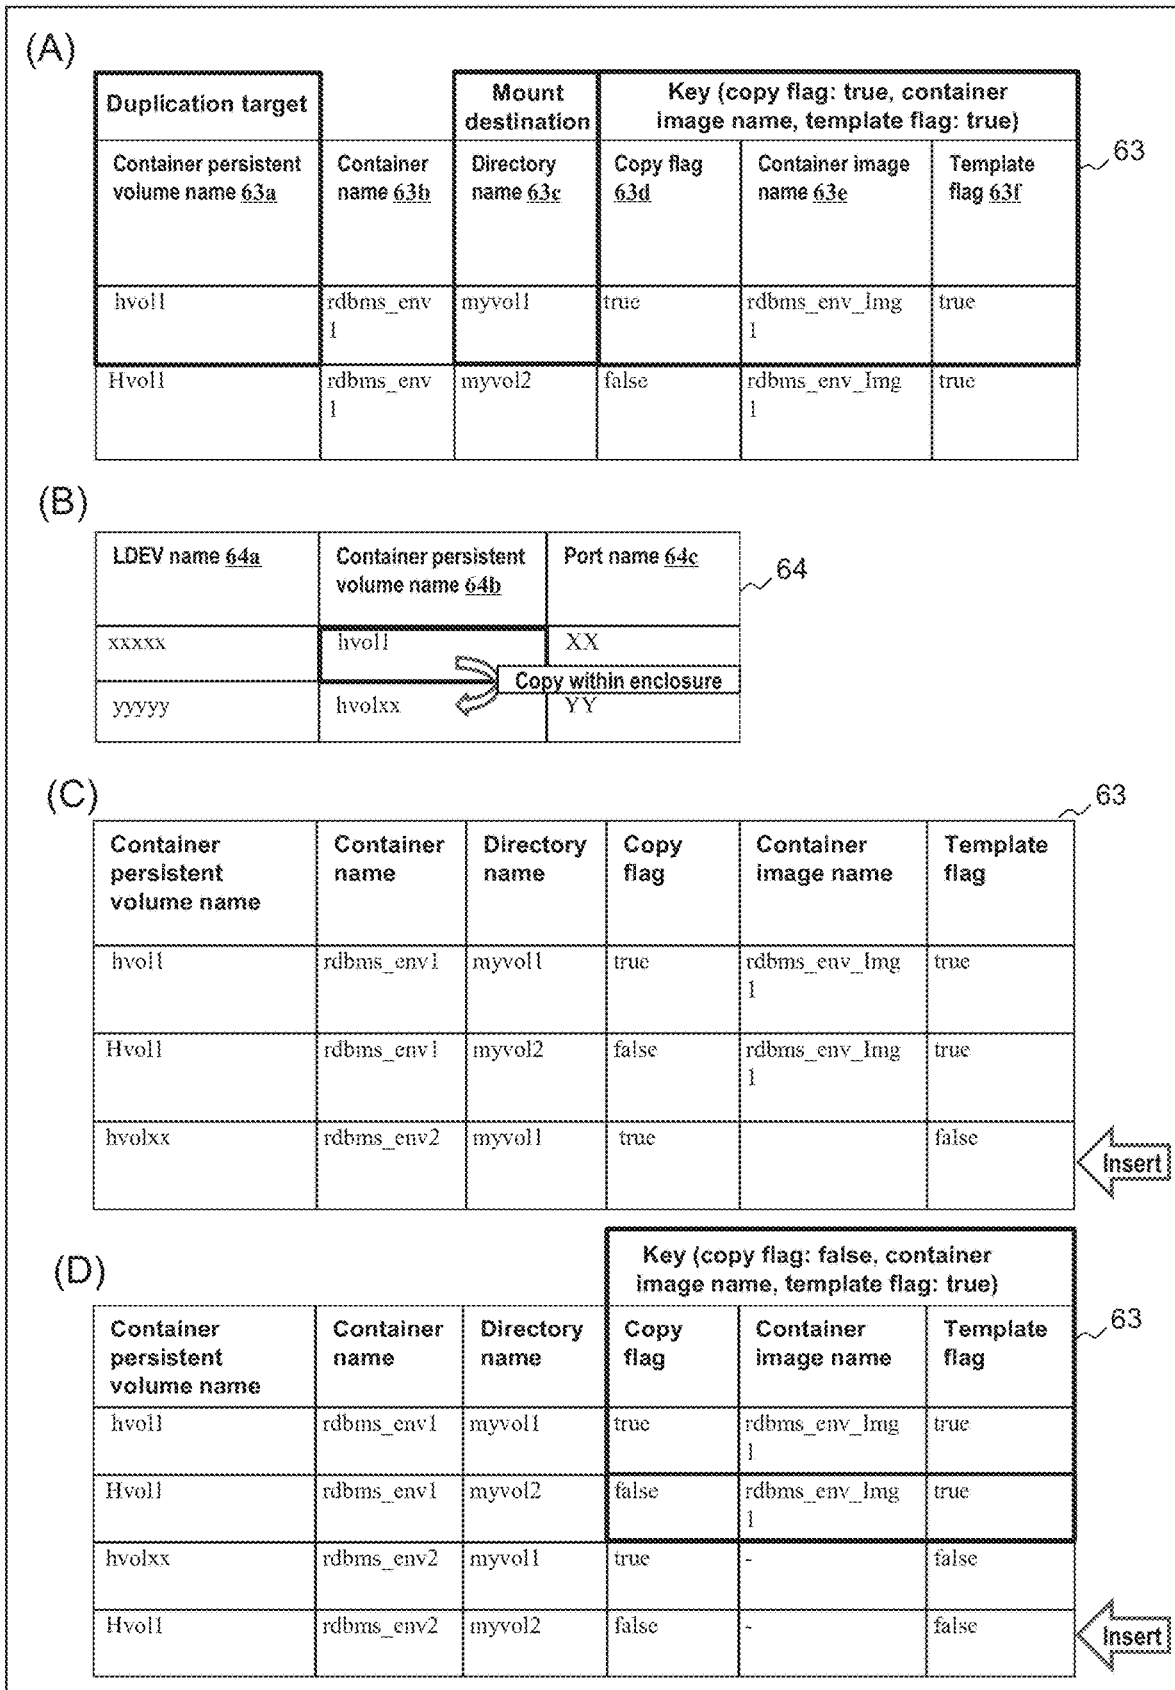 (A)
Duplication target
Mount
destination
Key (copy flag: true, container
image name, template flag: true)
63
Container persistent
volume name 63a
Container
name 63b
Directory
name 63c
Copy flag
63d
Container image
name 63e
Template
flag 63f
hvol1
rdbms_env
1
myvol1
true
rdbms_env_Img
1
true
Hvol1
rdbms_env
1
myvol2
false
rdbms_env_Img
1
true
(B)
LDEV name 64a
Container persistent
volume name 64b
Port name 64c
64
xxxxx
hvol1
XX
Copy within enclosure
yyyyy
hvolxx
YY
(C)
63
Container
persistent
volume name
Container
name
Directory
name
Copy
flag
Container
image name
Template
flag
hvol1
rdbms_env1
myvol1
true
rdbms_env_Img
1
true
Hvol1
rdbms_env1
myvol2
false
rdbms_env_Img
1
true
hvolxx
rdbms_env2
myvol1
true
false
Insert
(D)
Key (copy flag: false, container
image name, template flag: true)
63
Container
persistent
volume name
Container
name
Directory
name
Copy
flag
Container
image name
Template
flag
hvol1
rdbms_env1
myvol1
true
rdbms_env_Img
1
true
Hvol1
rdbms_env1
myvol2
false
rdbms_env_Img
1
true
hvolxx
rdbms_env2
myvol1
true
-
false
Hvol1
rdbms_env2
myvol2
false
-
false
Insert